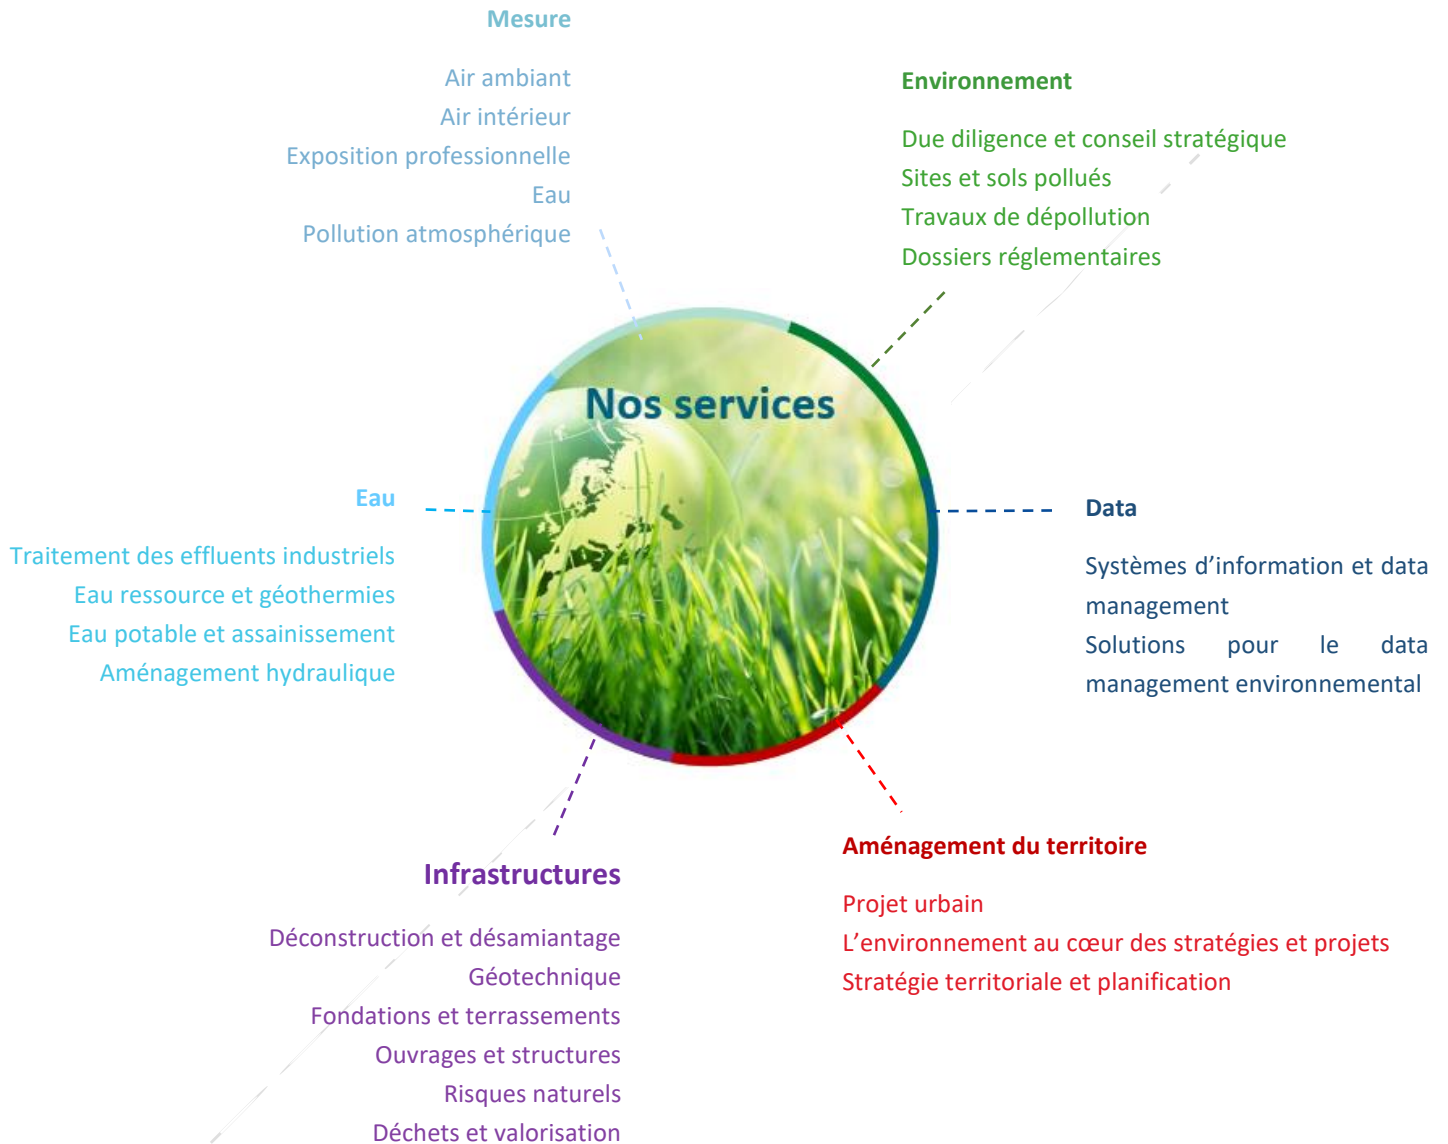 Mesure
Air ambiant
Air intérieur
Exposition professionnelle
Eau
Pollution atmosphérique
Environnement
Due diligence et conseil stratégique
Sites et sols pollués
Travaux de dépollution
Dossiers réglementaires
Nos services
Eau
Traitement des effluents industriels
Eau ressource et géothermies
Eau potable et assainissement
Aménagement hydraulique
Data
Systèmes d’information et data
management
Solutions pour le data
management environnemental
Infrastructures
Déconstruction et désamiantage
Géotechnique
Fondations et terrassements
Ouvrages et structures
Risques naturels
Déchets et valorisation
Aménagement du territoire
Projet urbain
L’environnement au cœur des stratégies et projets
Stratégie territoriale et planification